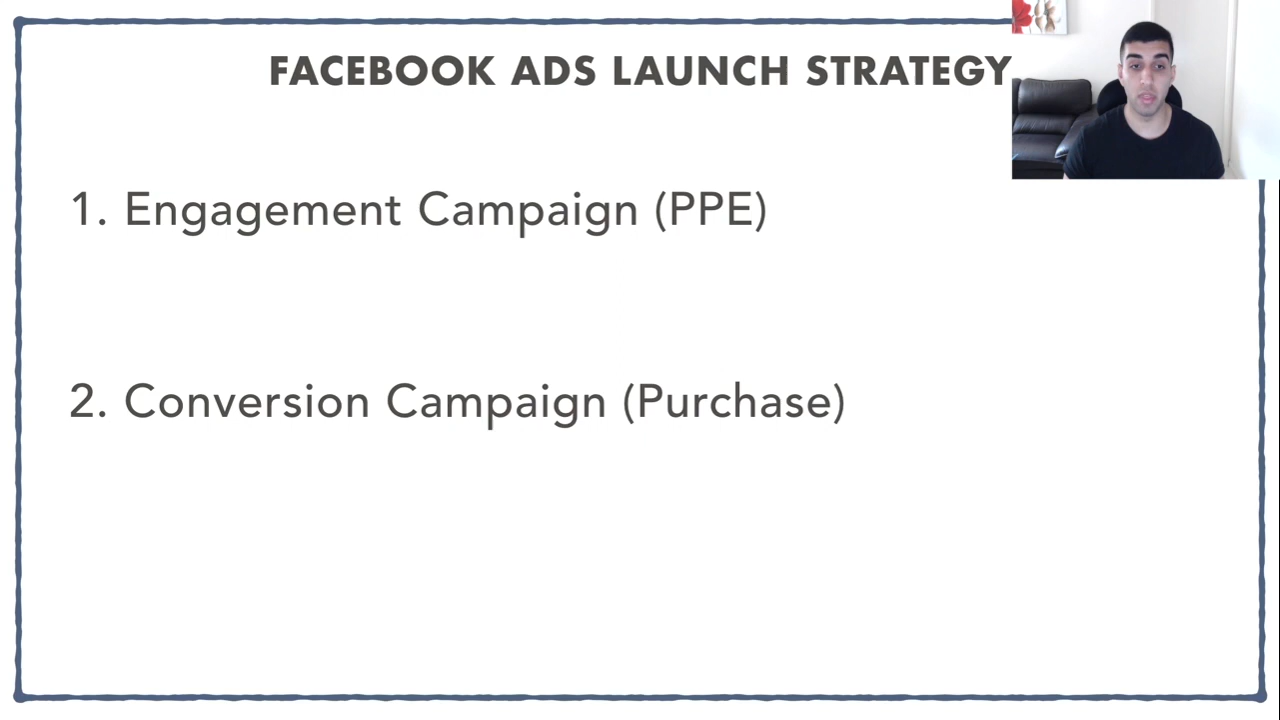 FACEBOOK ADS LAUNCH STRATEGY
1. Engagement Campaign (PPE)
2. Conversion Campaign (Purchase)